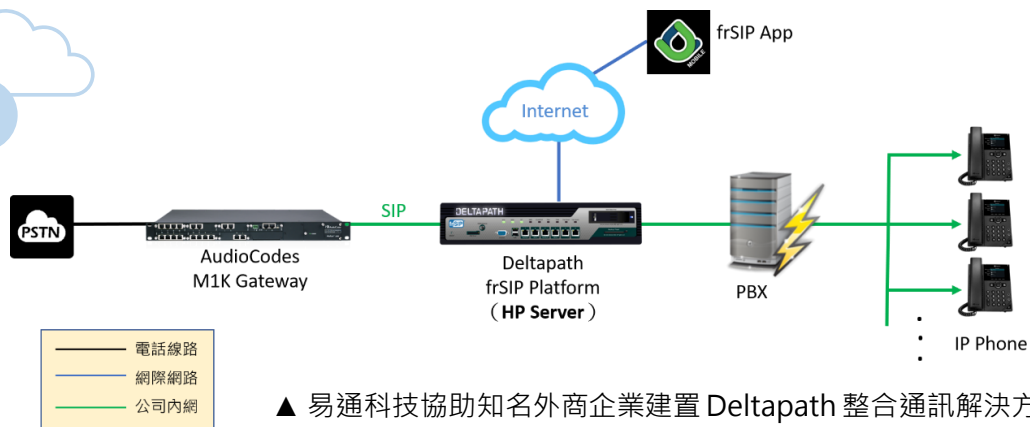 frSIP App
MOBILE
Internet
PSTN
SIP
DELTAPATH
AudioCodes
M1K Gateway
Deltapath
frSIP Platform
（HP Server）
PBX
IP Phone
電話線路
網際網路
公司內網
▲ 易通科技協助知名外商企業建置 Deltapath 整合通訊解決方